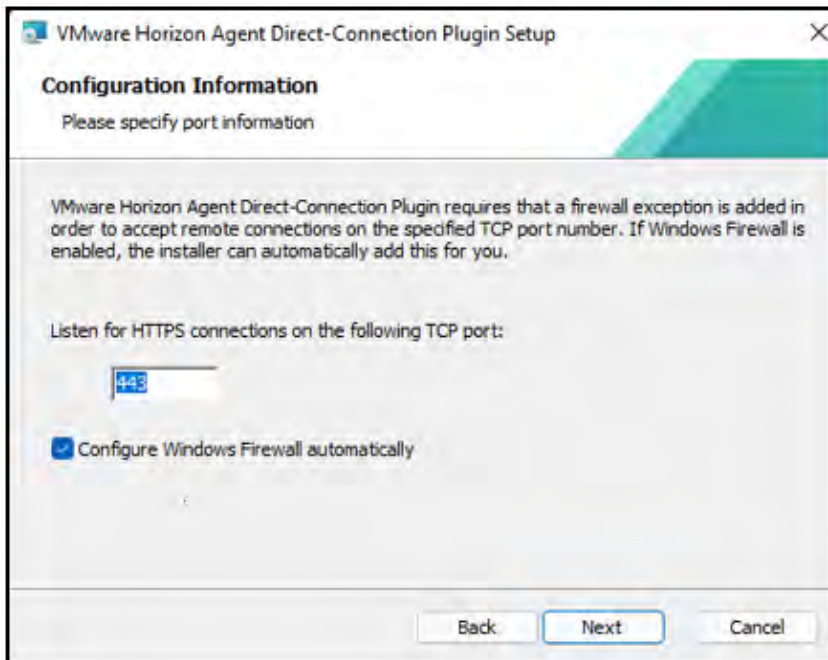 VMware Horizon Agent Direct-Connection Plugin Setup
Configuration Information
Please specify port information
VMware Horizon Agent Direct-Connection Plugin requires that a firewall exception is added in
order to accept remote connections on the specified TCP port number. If Windows Firewall is
enabled, the installer can automatically add this for you.
Listen for HTTPS connections on the following TCP port:
443
Configure Windows Firewall automatically
Back Next Cancel